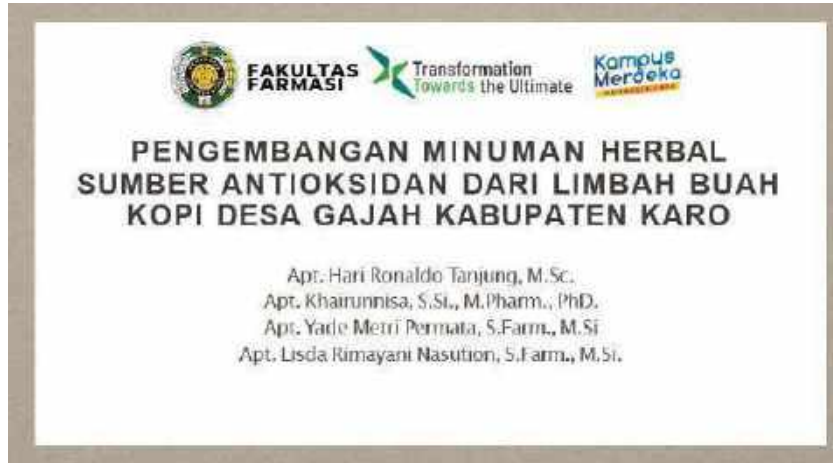 FAKULTAS
FARMASI
Transformation
Towards the Ultimate
Kampus
Merdeka
PENGEMBANGAN MINUMAN HERBAL
SUMBER ANTIOKSIDAN DARI LIMBAH BUAH
KOPI DESA GAJAH KABUPATEN KARO
Apt. Hari Ronaldo Tanjung, M.Sc.
Apt. Khairunnisa, S.Si., M.Pharm., PhD.
Apt. Yade Metri Permata, S.Farm., M.Si
Apt. Lisda Rimayani Nasution, S.Farm., M.Si.